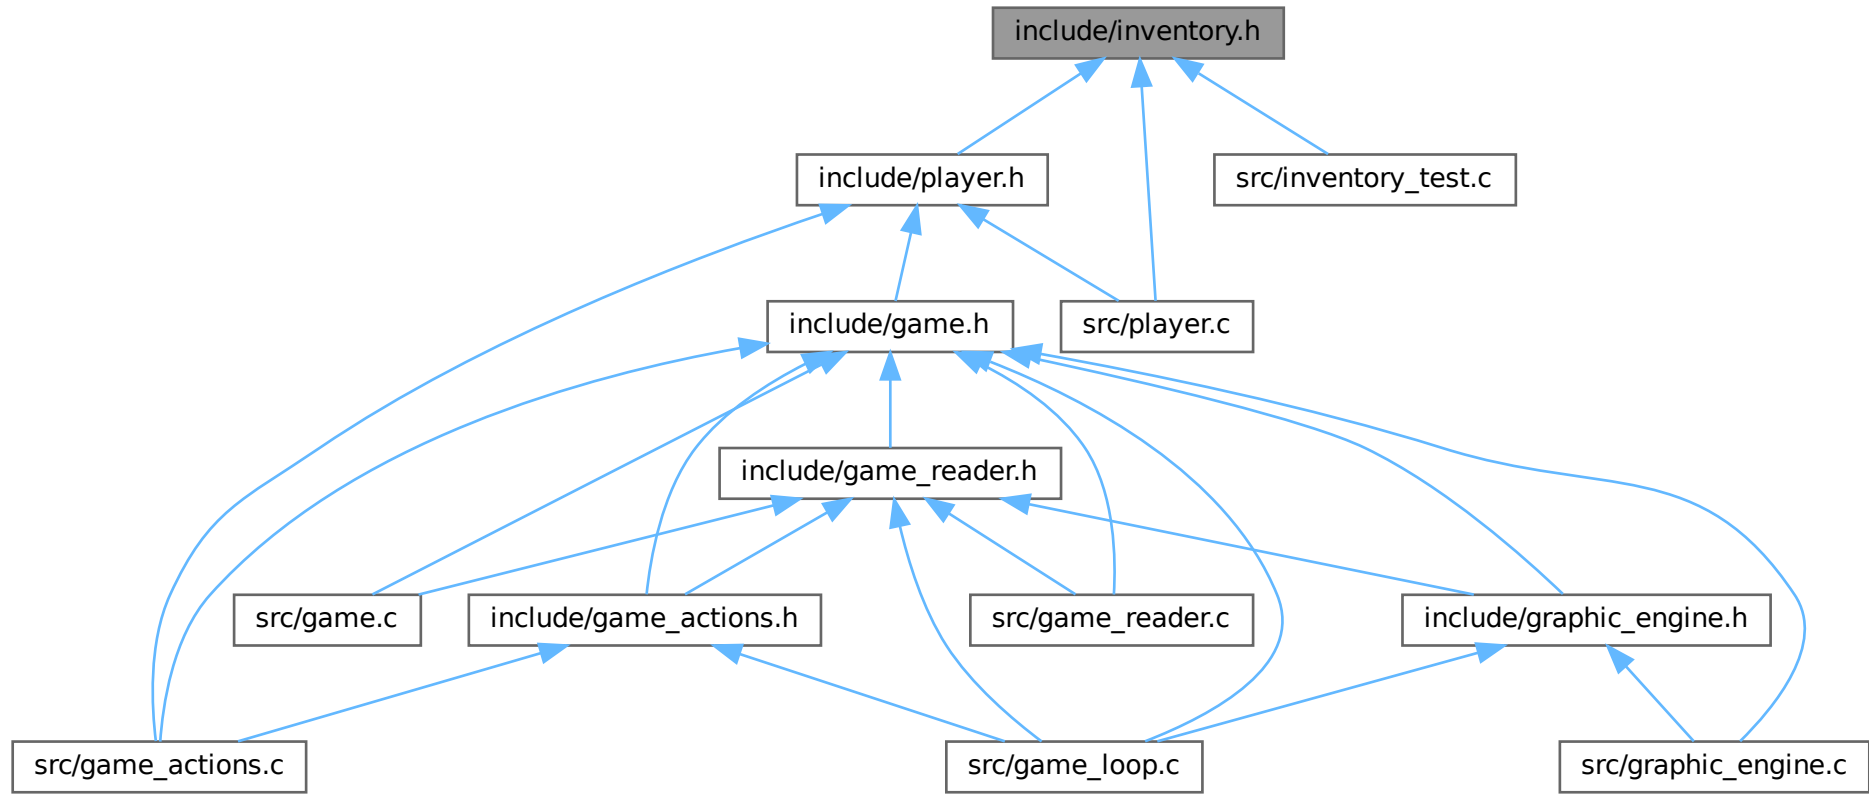 include/inventory.h
include/player.h
src/inventory_test.c
include/game.h
src/player.c
include/game_reader.h
src/game.c
include/game_actions.h
src/game_reader.c
include/graphic_engine.h
src/game_actions.c
src/game_loop.c
src/graphic_engine.c